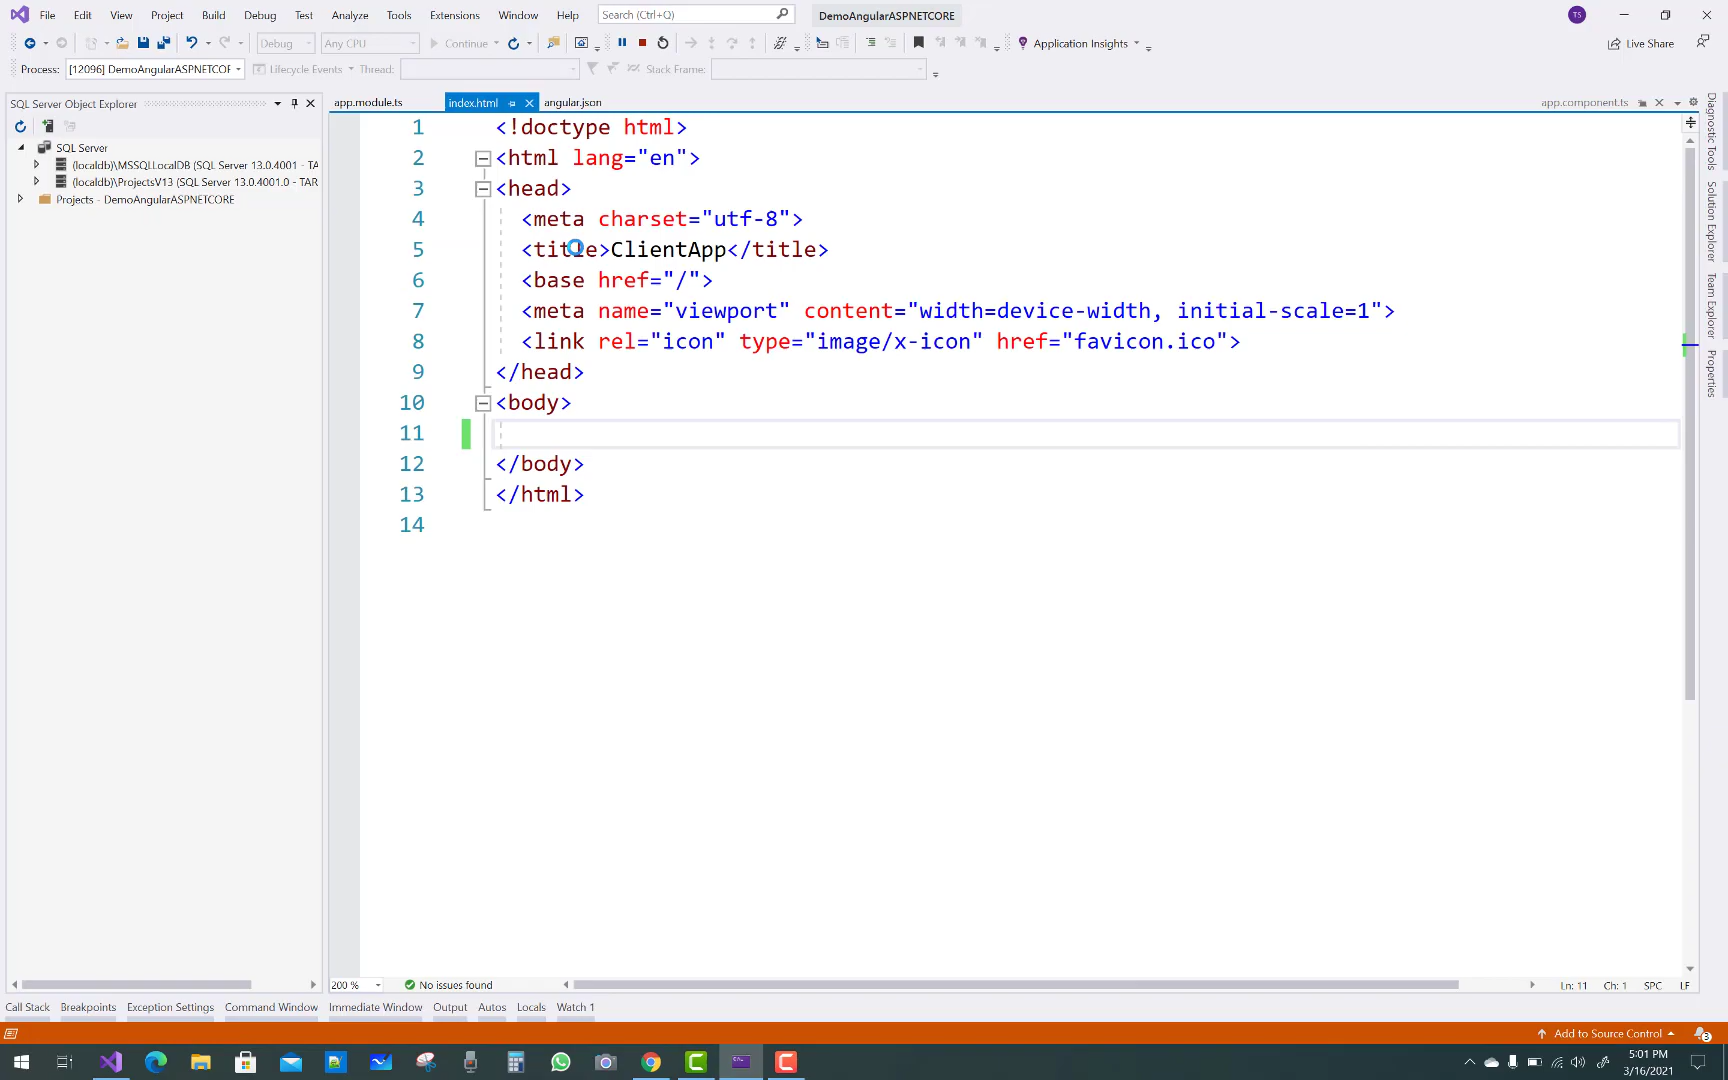 File Edit View Project Build Debug Test Analyze Tools Extensions Window Help Search (Ctrl+Q) DemoAngularASPNETCORE TS
Debug Any CPU Continue Application Insights Live Share
Process: [12096] DemoAngularASPNETCOF Lifecycle Events Thread: Stack Frame:
SQL Server Object Explorer
SQL Server
(localdb)\MSSQLLocalDB (SQL Server 13.0.4001 - TA
(localdb)\ProjectsV13 (SQL Server 13.0.4001.0 - TAR
Projects - DemoAngularASPNETCORE
app.module.ts index.html angular.json app.component.ts
1 <!doctype html>
2 <html lang="en">
3 <head>
4 <meta charset="utf-8">
5 <title>ClientApp</title>
6 <base href="/">
7 <meta name="viewport" content="width=device-width, initial-scale=1">
8 <link rel="icon" type="image/x-icon" href="favicon.ico">
9 </head>
10 <body>
11
12 </body>
13 </html>
14
Diagnostic Tools
Solution Explorer
Team Explorer
Properties
200 % No issues found Ln: 11 Ch: 1 SPC LF
Call Stack Breakpoints Exception Settings Command Window Immediate Window Output Autos Locals Watch 1
Add to Source Control 3
5:01 PM
3/16/2021